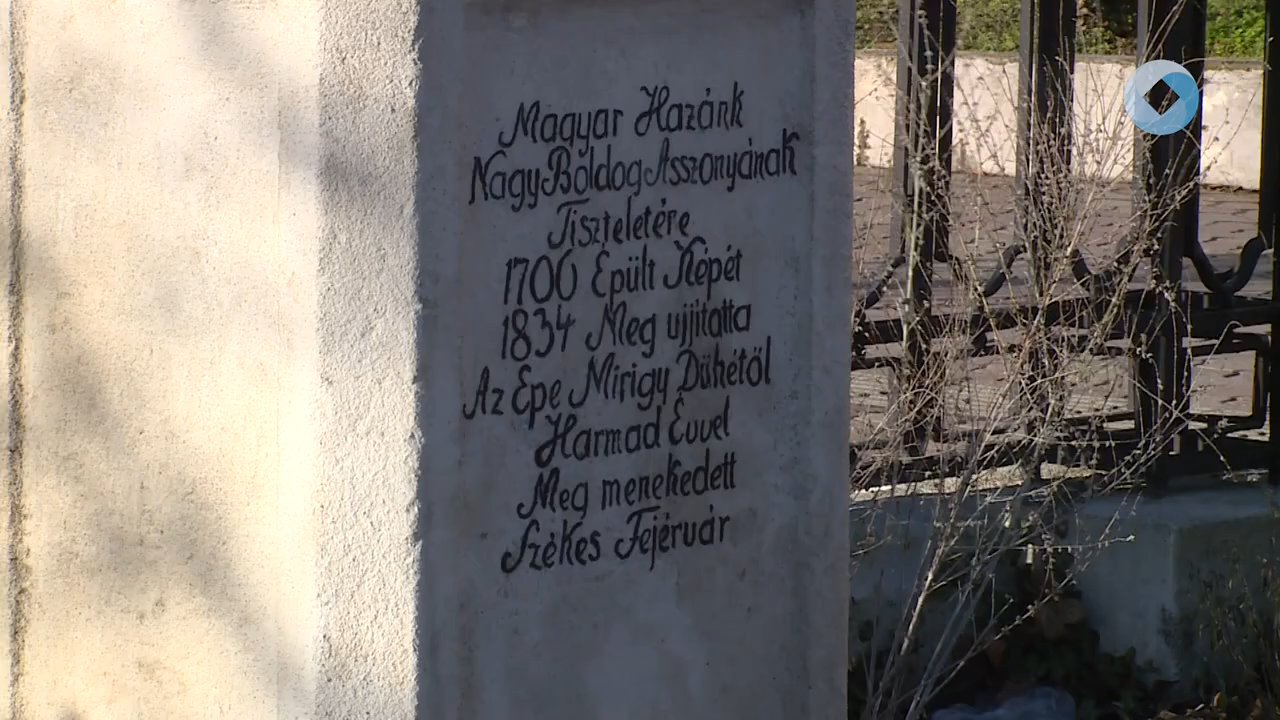 Magyar Hazánk
Nagy Bóldog Asszonyának
Tiszteletére
1700 Épült Képét
1834 Meg ujjitatta
Az Epe Mirigy Dühétől
Harmad Évvel
Meg menekedett
Székes Fejérvár